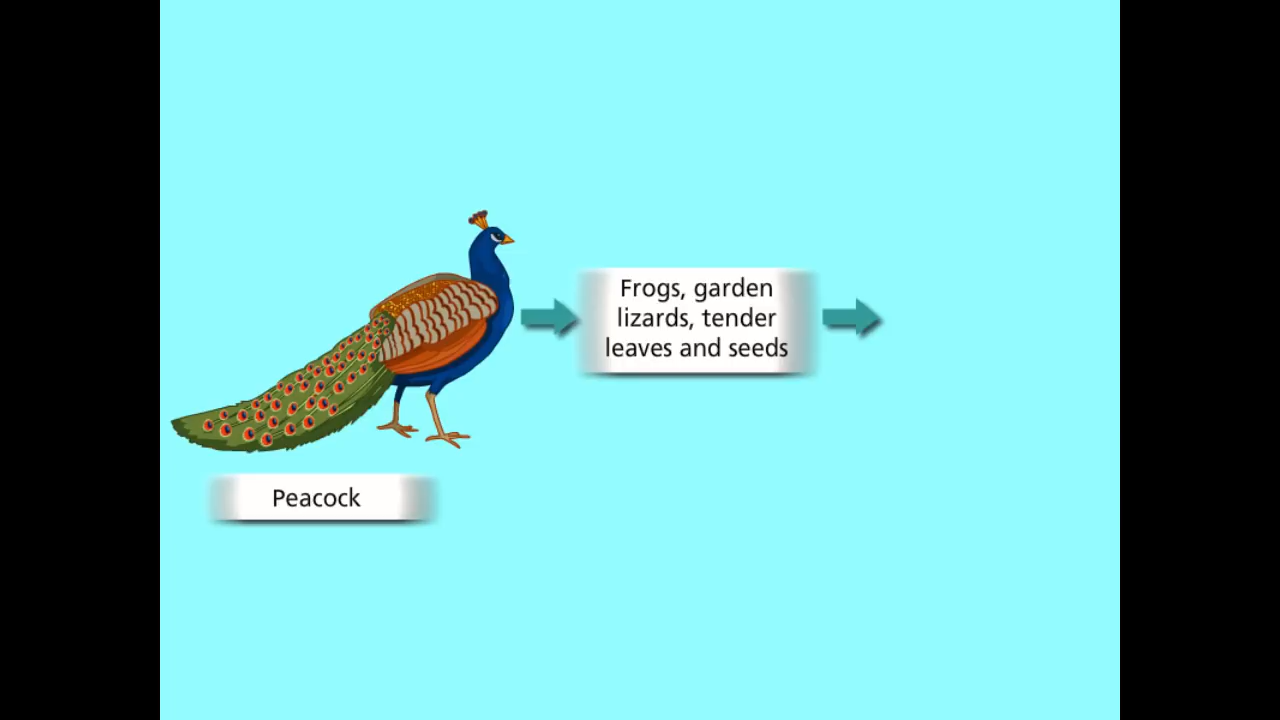 Frogs, garden
lizards, tender
leaves and seeds
Peacock